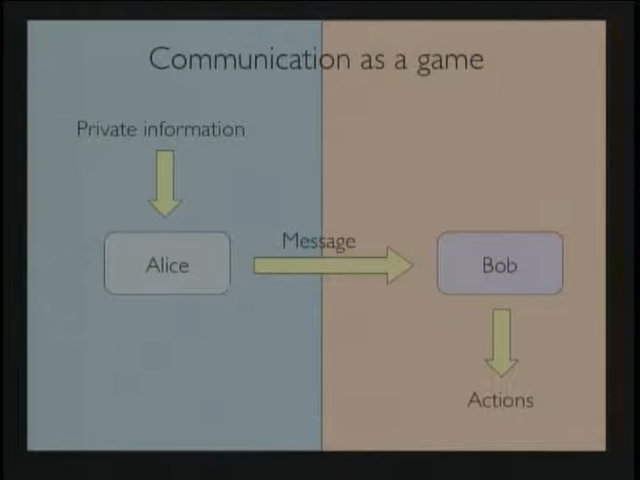 Communication as a game
Private information
Alice
Message
Bob
Actions